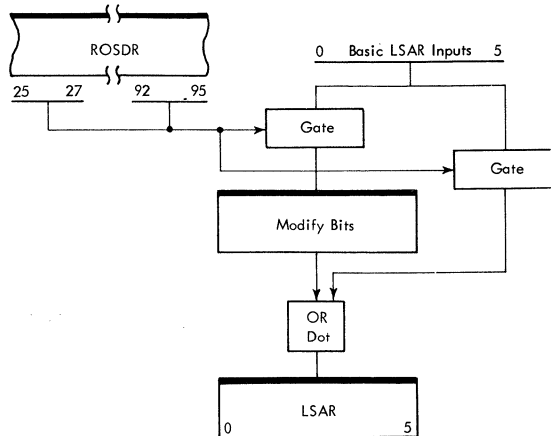 ROSDR
25 27 92 95
0 Basic LSAR Inputs 5
Gate
Gate
Modify Bits
OR
Dot
LSAR
0 5